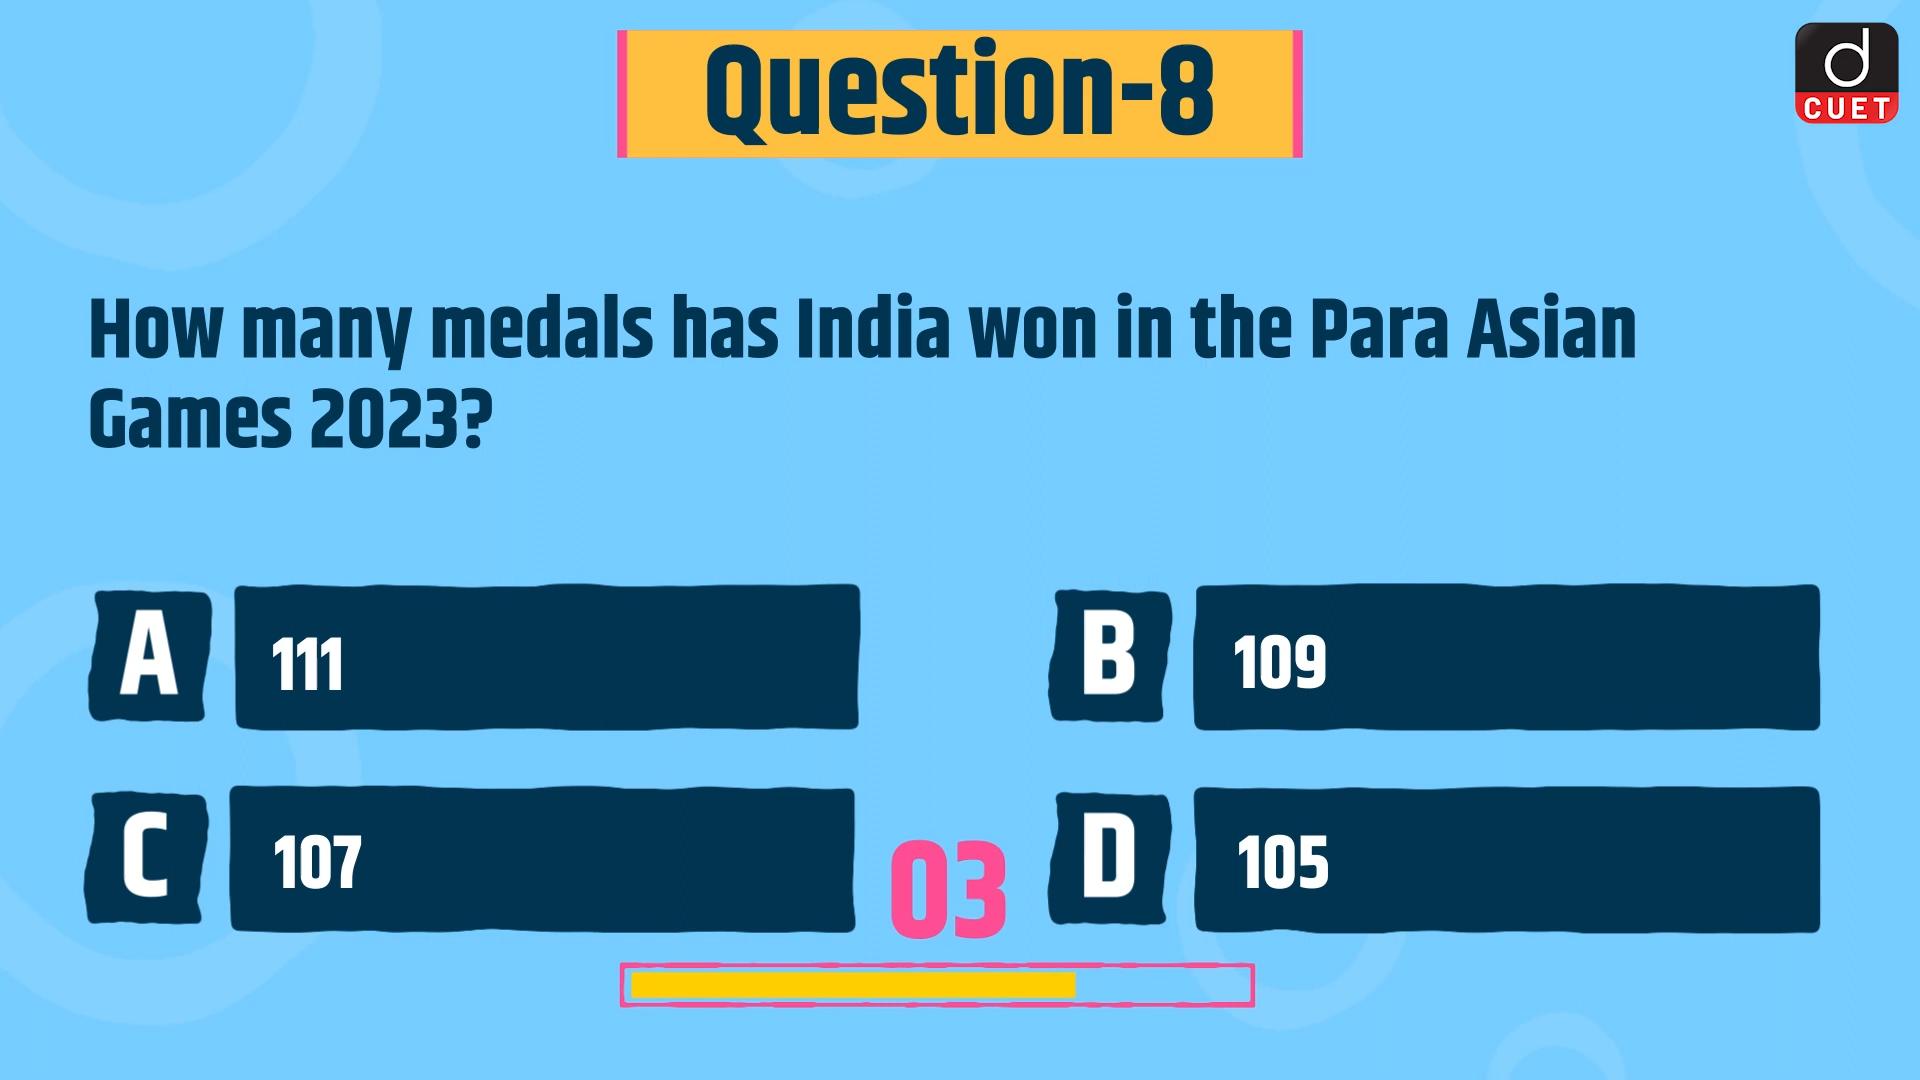 Question-8
d
CUET
How many medals has India won in the Para Asian
Games 2023?
A 111
B 109
C 107
D 105
03